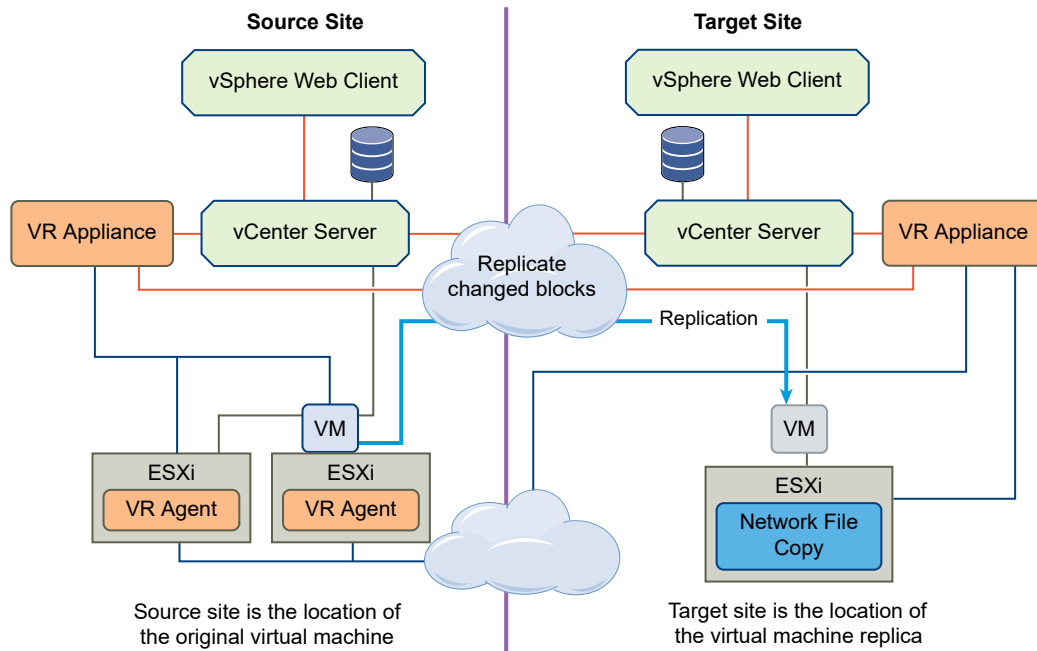 Source Site
Target Site
vSphere Web Client
vSphere Web Client
VR Appliance
vCenter Server
vCenter Server
VR Appliance
Replicate
changed blocks
Replication
VM
VM
ESXi
VR Agent
ESXi
VR Agent
ESXi
Network File
Copy
Source site is the location of
the original virtual machine
Target site is the location of
the virtual machine replica